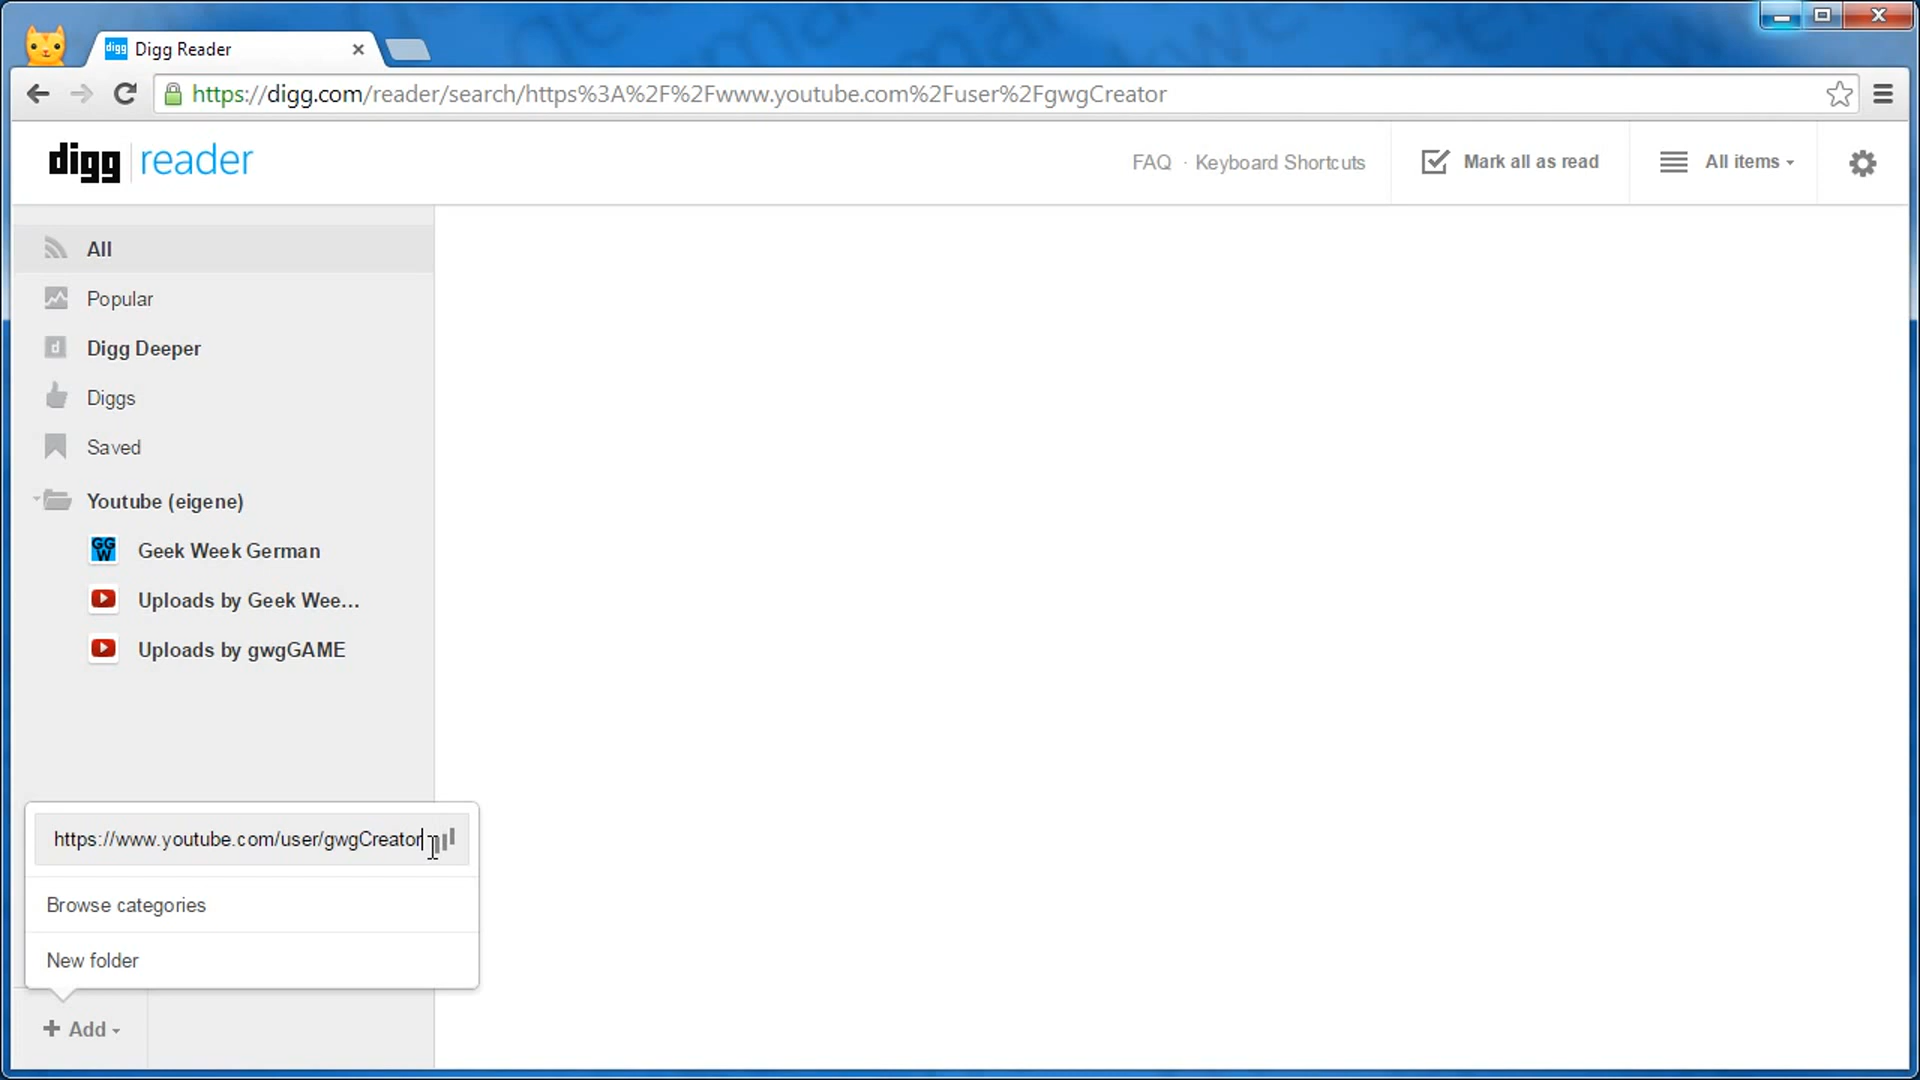 digg Digg Reader
https://digg.com/reader/search/https%3A%2F%2Fwww.youtube.com%2Fuser%2FgwgCreator
digg reader
FAQ · Keyboard Shortcuts
Mark all as read
All items
All
Popular
d Digg Deeper
Diggs
Saved
Youtube (eigene)
GGW Geek Week German
Uploads by Geek Wee...
Uploads by gwgGAME
https://www.youtube.com/user/gwgCreator
Browse categories
New folder
+ Add